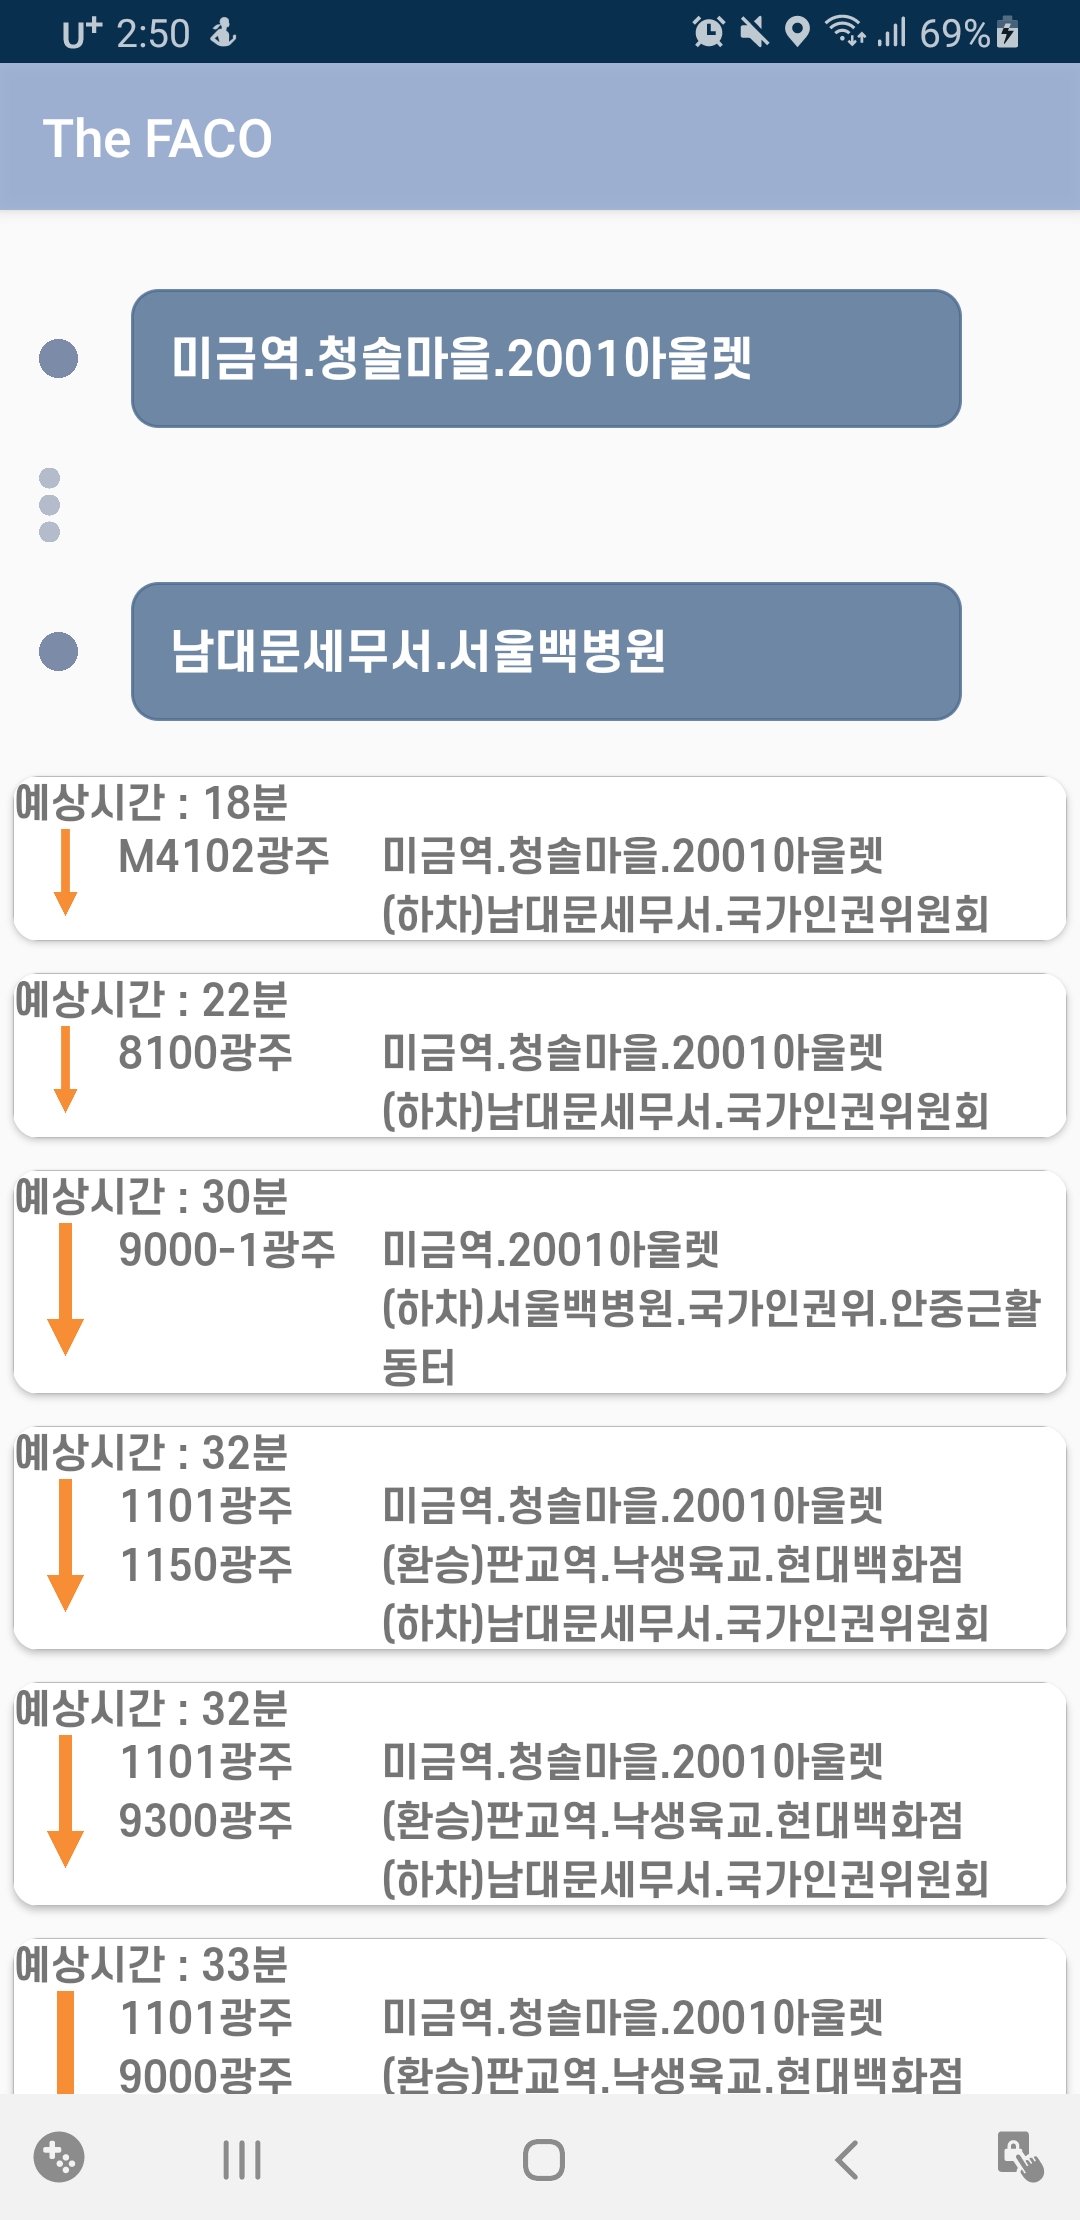 U+ 2:50 69%
The FACO
미금역.청솔마을.2001아울렛
남대문세무서.서울백병원
예상시간 : 18분
M4102광주 미금역.청솔마을.2001아울렛
(하차)남대문세무서.국가인권위원회
예상시간 : 22분
8100광주 미금역.청솔마을.2001아울렛
(하차)남대문세무서.국가인권위원회
예상시간 : 30분
9000-1광주 미금역.2001아울렛
(하차)서울백병원.국가인권위.안중근활
동터
예상시간 : 32분
1101광주 미금역.청솔마을.2001아울렛
1150광주 (환승)판교역.낙생육교.현대백화점
(하차)남대문세무서.국가인권위원회
예상시간 : 32분
1101광주 미금역.청솔마을.2001아울렛
9300광주 (환승)판교역.낙생육교.현대백화점
(하차)남대문세무서.국가인권위원회
예상시간 : 33분
1101광주 미금역.청솔마을.2001아울렛
9000광주 (환승)판교역.낙생육교.현대백화점